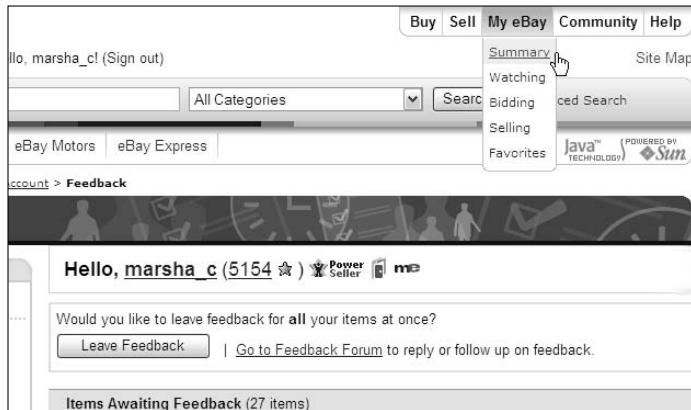 Buy Sell My eBay Community Help
llo, marsha_c! (Sign out)
Summary
Site Map
Watching
All Categories
Searc
ced Search
Bidding
Selling
eBay Motors eBay Express
Favorites
Java™ TECHNOLOGY
POWERED BY Sun
Account > Feedback
Hello, marsha_c (5154) Power Seller me
Would you like to leave feedback for all your items at once?
Leave Feedback | Go to Feedback Forum to reply or follow up on feedback.
Items Awaiting Feedback (27 items)